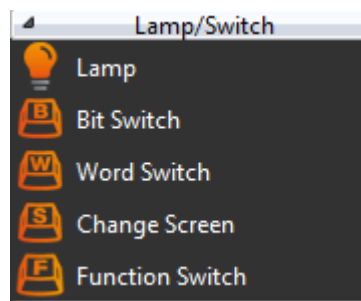 Lamp/Switch
Lamp
B Bit Switch
W Word Switch
S Change Screen
F Function Switch